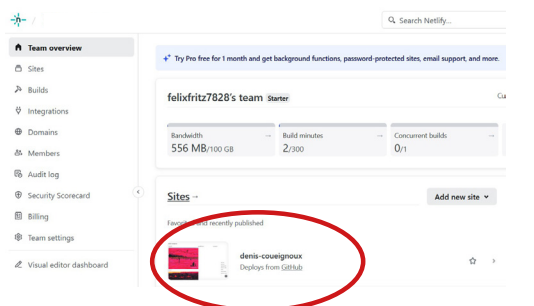 /
Search Netlify...
Team overview
Sites
Builds
Integrations
Domains
Members
Audit log
Security Scorecard
Billing
Team settings
Visual editor dashboard
Try Pro free for 1 month and get background functions, password-protected sites, email support, and more.
felixfritz7828's team Starter
Bandwidth →
556 MB/100 GB
Build minutes →
2/300
Concurrent builds →
0/1
Sites →
Add new site
Favorites and recently published
denis-coueignoux
Deploys from GitHub